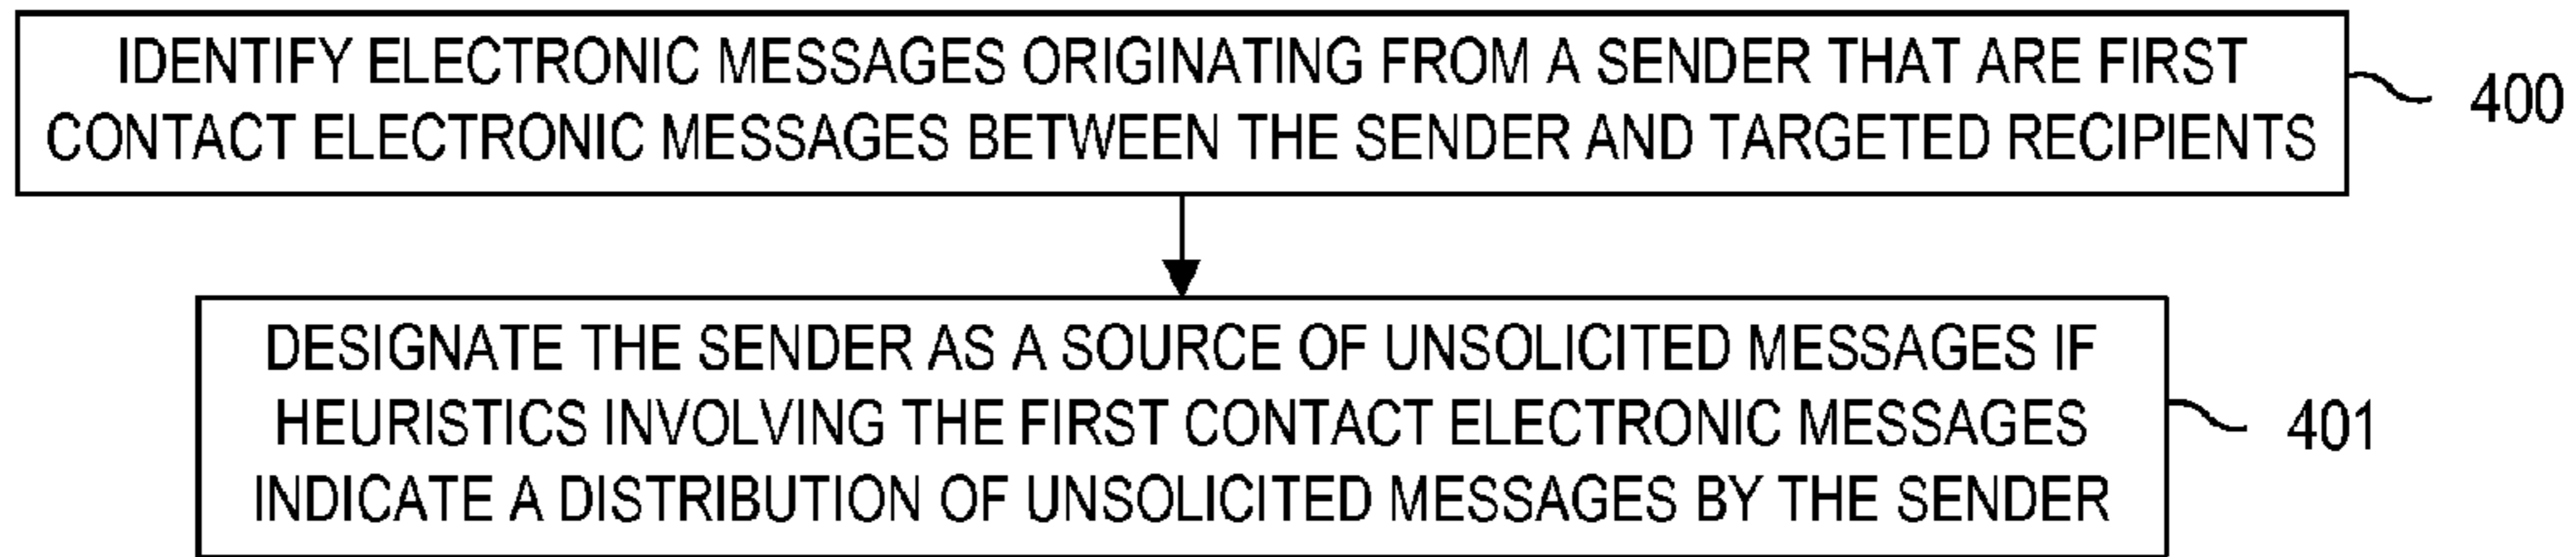 IDENTIFY ELECTRONIC MESSAGES ORIGINATING FROM A SENDER THAT ARE FIRST
CONTACT ELECTRONIC MESSAGES BETWEEN THE SENDER AND TARGETED RECIPIENTS
400
DESIGNATE THE SENDER AS A SOURCE OF UNSOLICITED MESSAGES IF
HEURISTICS INVOLVING THE FIRST CONTACT ELECTRONIC MESSAGES
INDICATE A DISTRIBUTION OF UNSOLICITED MESSAGES BY THE SENDER
401